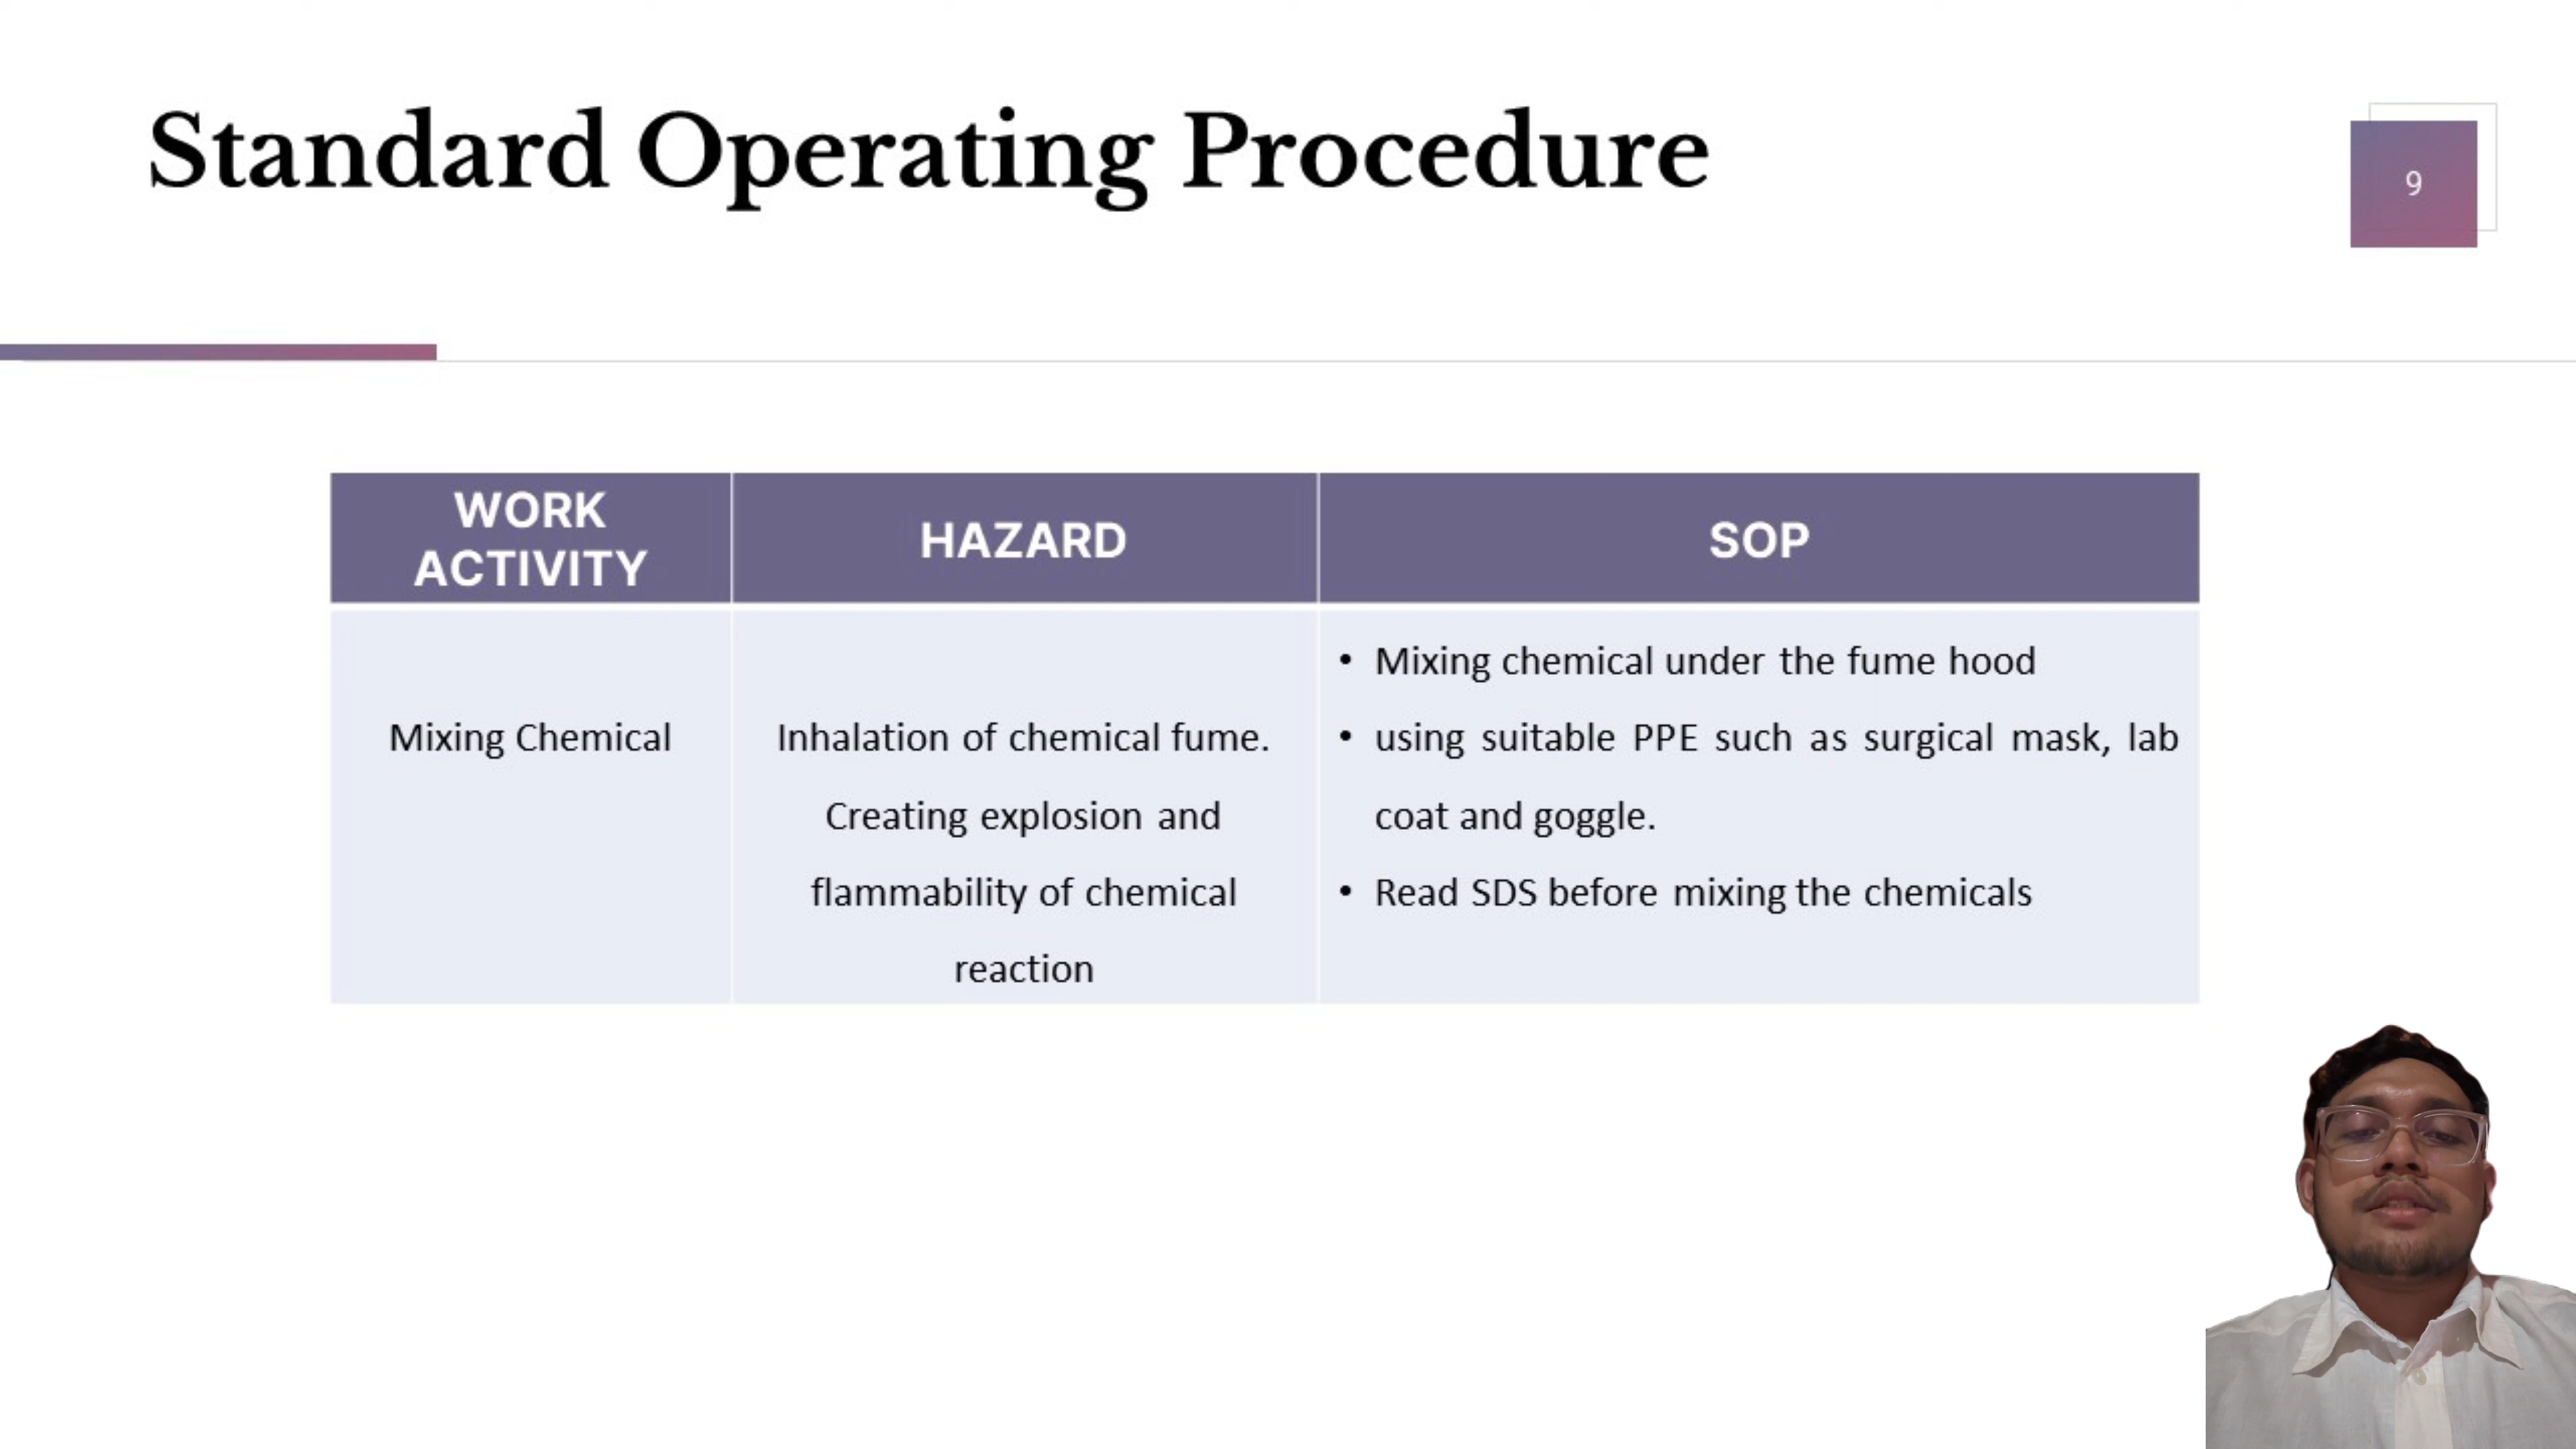 Standard Operating Procedure
9
WORK
ACTIVITY
HAZARD
SOP
Mixing Chemical
Inhalation of chemical fume.
Creating explosion and
flammability of chemical
reaction
• Mixing chemical under the fume hood
• using suitable PPE such as surgical mask, lab
coat and goggle.
• Read SDS before mixing the chemicals